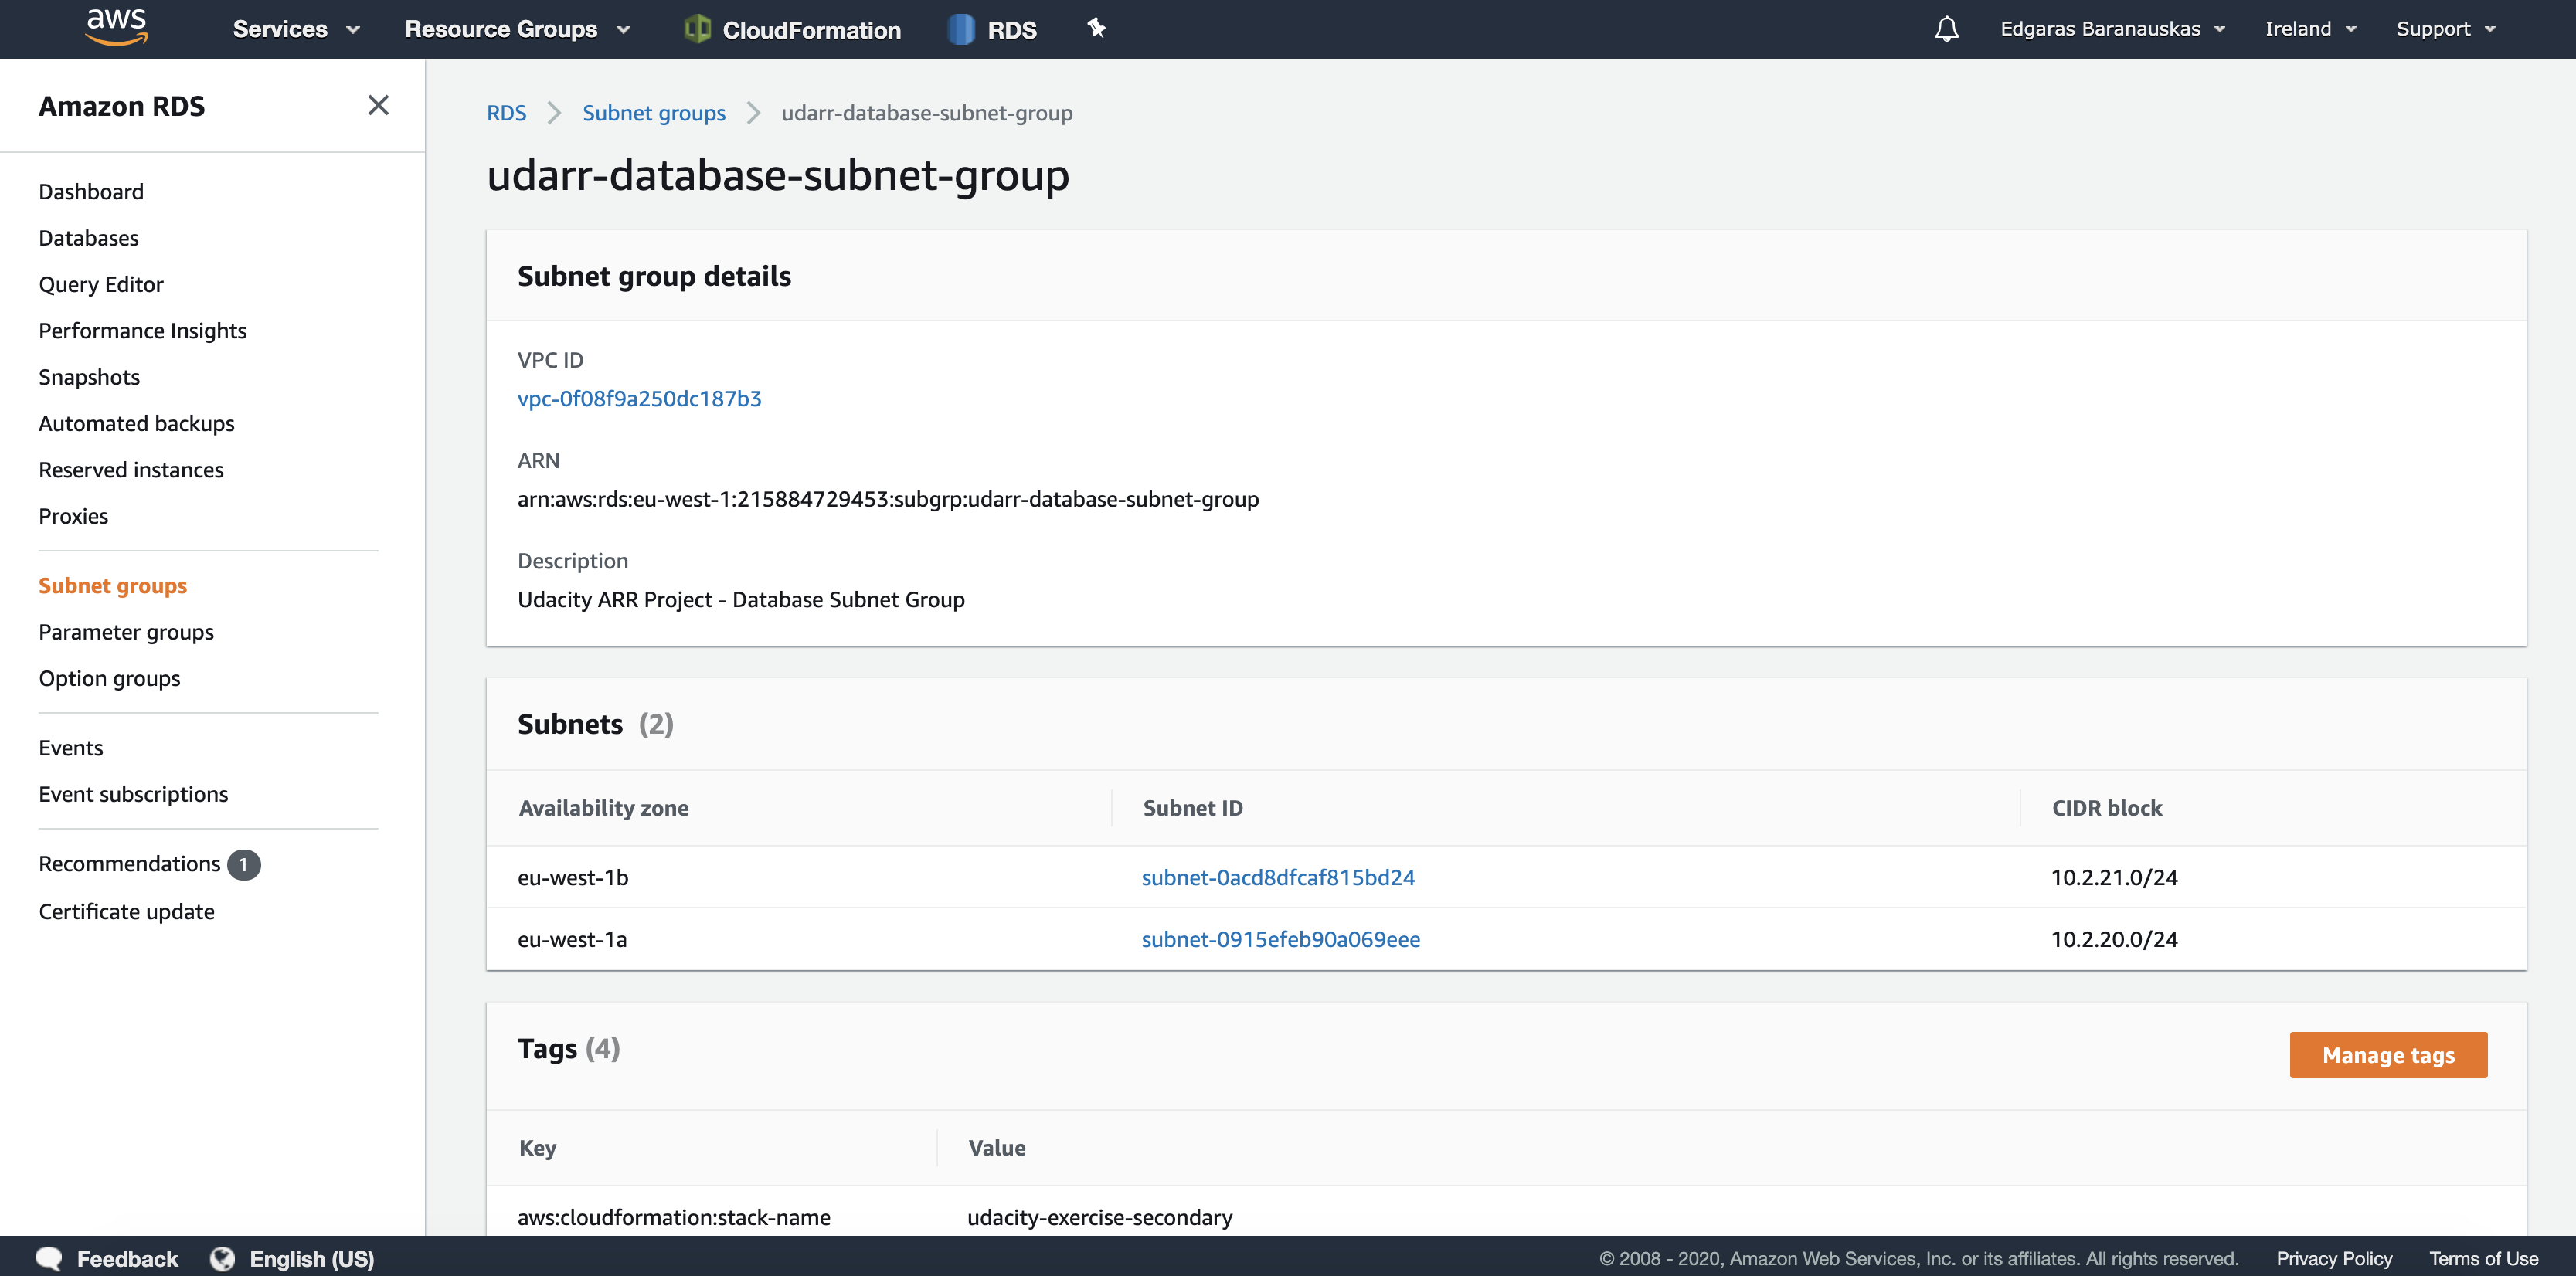 aws Services Resource Groups CloudFormation RDS Edgaras Baranauskas Ireland Support
Amazon RDS
Dashboard
Databases
Query Editor
Performance Insights
Snapshots
Automated backups
Reserved instances
Proxies
Subnet groups
Parameter groups
Option groups
Events
Event subscriptions
Recommendations 1
Certificate update
RDS Subnet groups udarr-database-subnet-group
udarr-database-subnet-group
Subnet group details
VPC ID
vpc-0f08f9a250dc187b3
ARN
arn:aws:rds:eu-west-1:215884729453:subgrp:udarr-database-subnet-group
Description
Udacity ARR Project - Database Subnet Group
Subnets (2)
Availability zone Subnet ID CIDR block
eu-west-1b subnet-0acd8dfcaf815bd24 10.2.21.0/24
eu-west-1a subnet-0915efeb90a069eee 10.2.20.0/24
Tags (4)
Manage tags
Key Value
aws:cloudformation:stack-name udacity-exercise-secondary
Feedback English (US) © 2008 - 2020, Amazon Web Services, Inc. or its affiliates. All rights reserved. Privacy Policy Terms of Use